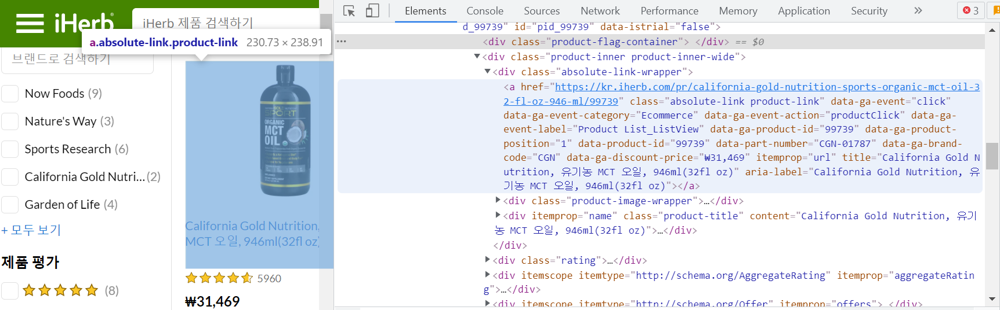 iHerb®
iHerb 제품 검색하기
a.absolute-link.product-link 230.73 × 238.91
브랜드로 검색하기
Now Foods (9)
Nature's Way (3)
Sports Research (6)
California Gold Nutri...(2)
Garden of Life (4)
+ 모두 보기
제품 평가
(8)
GOLD
SPORT
ORGANIC
MCT
OIL
California Gold Nutrition,
MCT 오일, 946ml(32fl oz)
5960
₩31,469
Elements Console Sources Network Performance Memory Application Security » 3
d_99739" id="pid_99739" data-istrial="false">
… <div class="product-flag-container"> </div> == $0
▼<div class="product-inner product-inner-wide">
▼<div class="absolute-link-wrapper">
<a href="https://kr.iherb.com/pr/california-gold-nutrition-sports-organic-mct-oil-3
2-fl-oz-946-ml/99739" class="absolute-link product-link" data-ga-event="click"
data-ga-event-category="Ecommerce" data-ga-event-action="productClick" data-ga-
event-label="Product List_ListView" data-ga-product-id="99739" data-ga-product-
position="1" data-product-id="99739" data-part-number="CGN-01787" data-ga-brand-
code="CGN" data-ga-discount-price="₩31,469" itemprop="url" title="California Gold N
utrition, 유기농 MCT 오일, 946ml(32fl oz)" aria-label="California Gold Nutrition, 유
기농 MCT 오일, 946ml(32fl oz)"></a>
▶<div class="product-image-wrapper">…</div>
▶<div itemprop="name" class="product-title" content="California Gold Nutrition, 유기
농 MCT 오일, 946ml(32fl oz)">…</div>
</div>
▶<div class="rating">…</div>
▶<div itemscope itemtype="http://schema.org/AggregateRating" itemprop="aggregateRatin
g">…</div>
▶<div itemscope itemtype="http://schema.org/Offer" itemprop="offers"> </div>